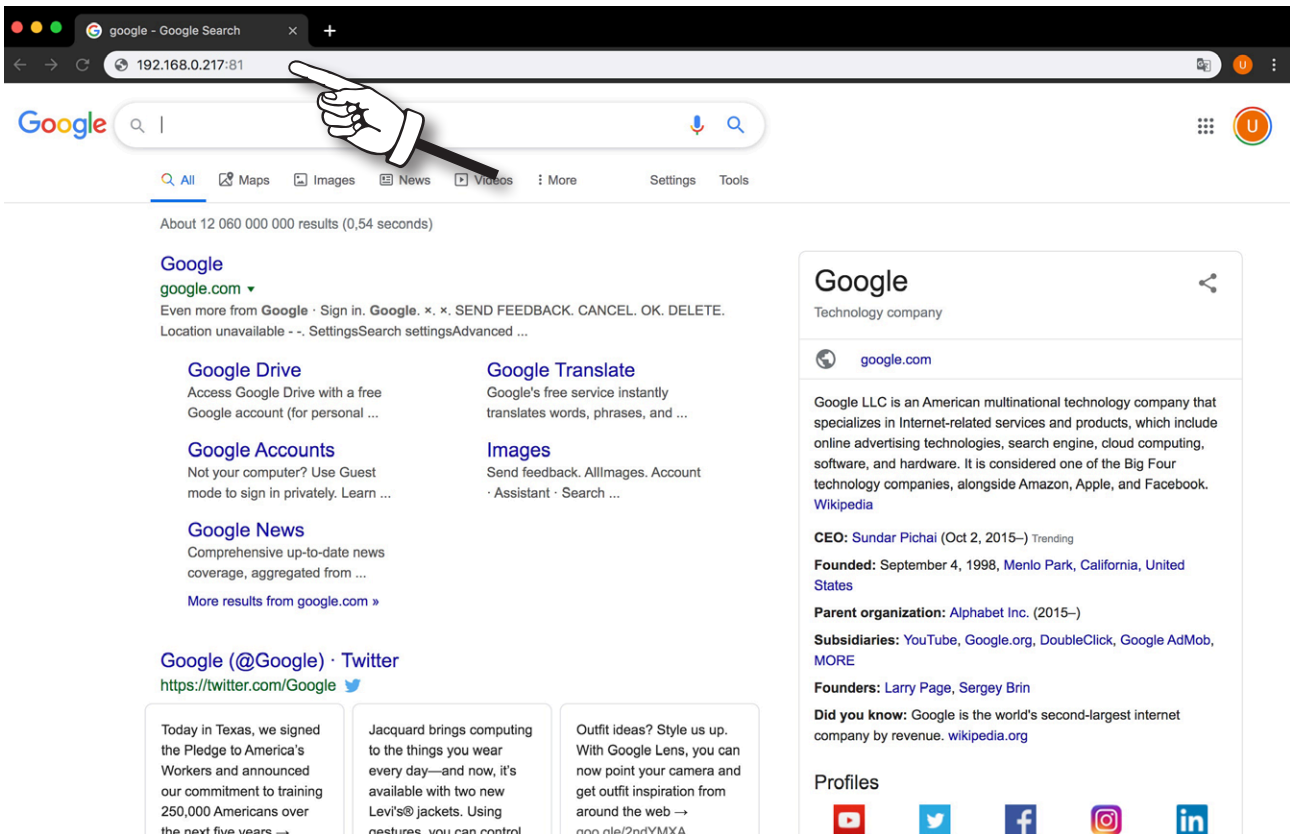 google - Google Search
192.168.0.217:81
U
Google
U
All Maps Images News Videos More Settings Tools
About 12 060 000 000 results (0,54 seconds)
Google
google.com
Even more from Google · Sign in. Google. ×. ×. SEND FEEDBACK. CANCEL. OK. DELETE.
Location unavailable - -. SettingsSearch settingsAdvanced ...
Google Drive
Access Google Drive with a free
Google account (for personal ...
Google Translate
Google's free service instantly
translates words, phrases, and ...
Google Accounts
Not your computer? Use Guest
mode to sign in privately. Learn ...
Images
Send feedback. AllImages. Account
· Assistant · Search ...
Google News
Comprehensive up-to-date news
coverage, aggregated from ...
More results from google.com »
Google (@Google) · Twitter
https://twitter.com/Google
Today in Texas, we signed
the Pledge to America's
Workers and announced
our commitment to training
250,000 Americans over
the next five years →
Jacquard brings computing
to the things you wear
every day—and now, it's
available with two new
Levi's® jackets. Using
gestures, you can control
Outfit ideas? Style us up.
With Google Lens, you can
now point your camera and
get outfit inspiration from
around the web →
goo.gle/2ndYMXA
Google
Technology company
google.com
Google LLC is an American multinational technology company that
specializes in Internet-related services and products, which include
online advertising technologies, search engine, cloud computing,
software, and hardware. It is considered one of the Big Four
technology companies, alongside Amazon, Apple, and Facebook.
Wikipedia
CEO: Sundar Pichai (Oct 2, 2015–) Trending
Founded: September 4, 1998, Menlo Park, California, United
States
Parent organization: Alphabet Inc. (2015–)
Subsidiaries: YouTube, Google.org, DoubleClick, Google AdMob,
MORE
Founders: Larry Page, Sergey Brin
Did you know: Google is the world's second-largest internet
company by revenue. wikipedia.org
Profiles